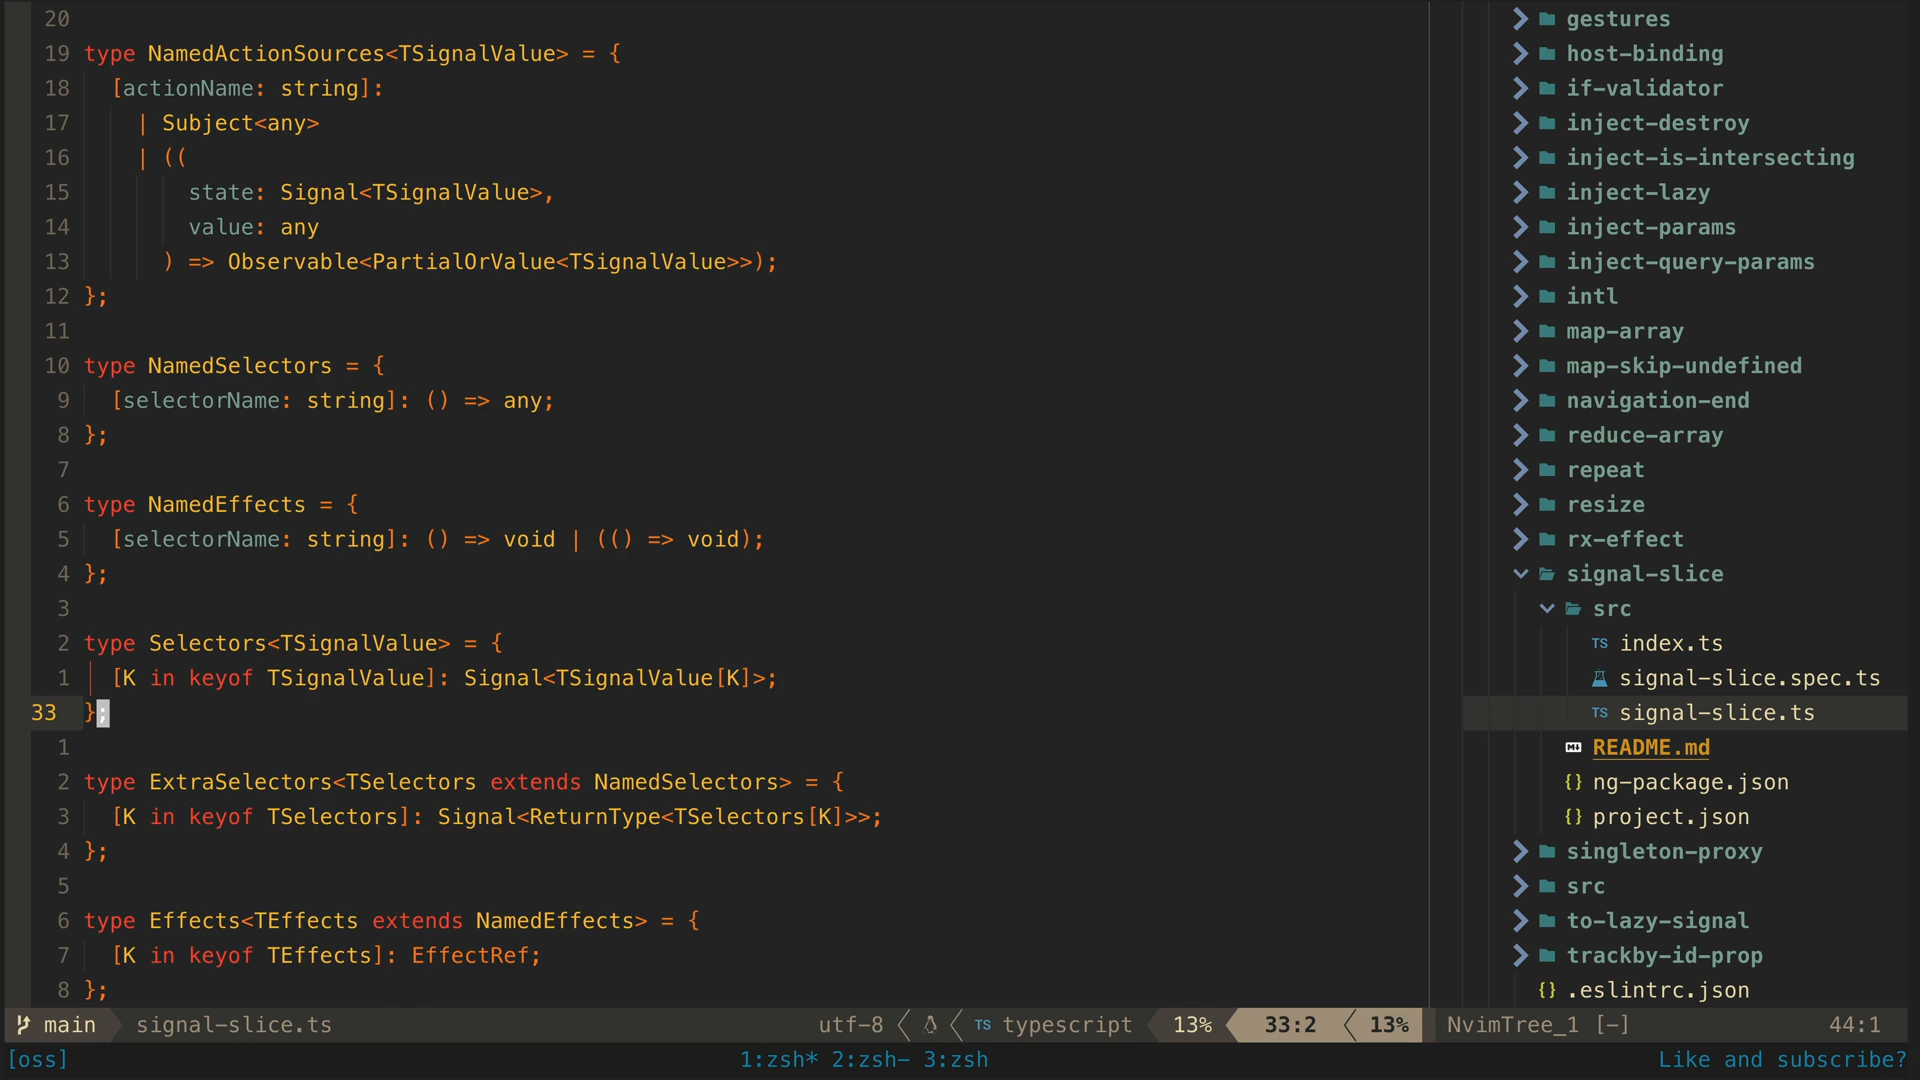 20
19 type NamedActionSources<TSignalValue> = {
18 [actionName: string]:
17 | Subject<any>
16 | ((
15 state: Signal<TSignalValue>,
14 value: any
13 ) => Observable<PartialOrValue<TSignalValue>>);
12 };
11
10 type NamedSelectors = {
9 [selectorName: string]: () => any;
8 };
7
6 type NamedEffects = {
5 [selectorName: string]: () => void | (() => void);
4 };
3
2 type Selectors<TSignalValue> = {
1 [K in keyof TSignalValue]: Signal<TSignalValue[K]>;
33 };
1
2 type ExtraSelectors<TSelectors extends NamedSelectors> = {
3 [K in keyof TSelectors]: Signal<ReturnType<TSelectors[K]>>;
4 };
5
6 type Effects<TEffects extends NamedEffects> = {
7 [K in keyof TEffects]: EffectRef;
8 };
gestures
host-binding
if-validator
inject-destroy
inject-is-intersecting
inject-lazy
inject-params
inject-query-params
intl
map-array
map-skip-undefined
navigation-end
reduce-array
repeat
resize
rx-effect
signal-slice
src
TS index.ts
signal-slice.spec.ts
TS signal-slice.ts
README.md
{} ng-package.json
{} project.json
singleton-proxy
src
to-lazy-signal
trackby-id-prop
{} .eslintrc.json
main signal-slice.ts utf-8 TS typescript 13% 33:2 13% NvimTree_1 [-] 44:1
[oss] 1:zsh* 2:zsh- 3:zsh Like and subscribe?